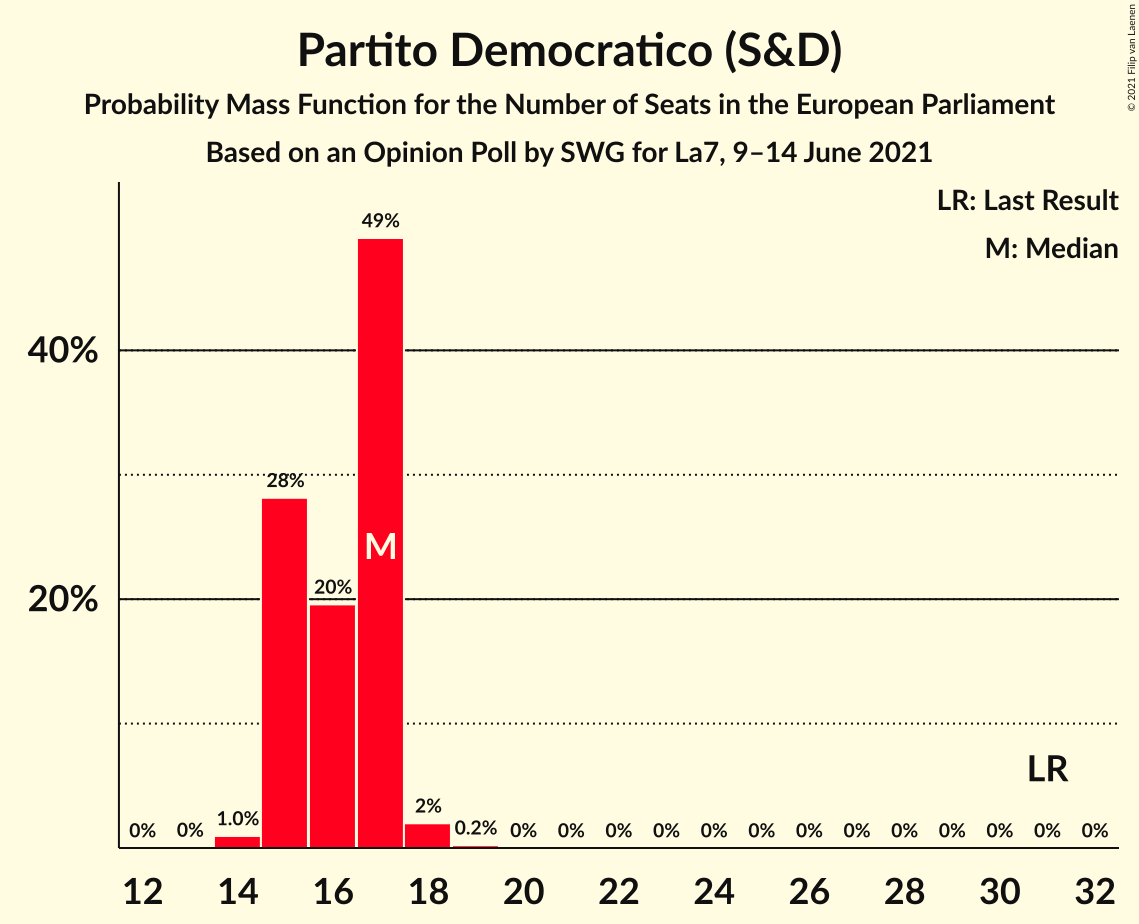 Partito Democratico (S&D)
Probability Mass Function for the Number of Seats in the European Parliament
Based on an Opinion Poll by SWG for La7, 9–14 June 2021
© 2021 Filip van Laenen
LR: Last Result
M: Median
49%
40%
28%
M
20%
20%
LR
0% 0% 1.0% 2% 0.2% 0% 0% 0% 0% 0% 0% 0% 0% 0% 0% 0% 0% 0%
12 14 16 18 20 22 24 26 28 30 32